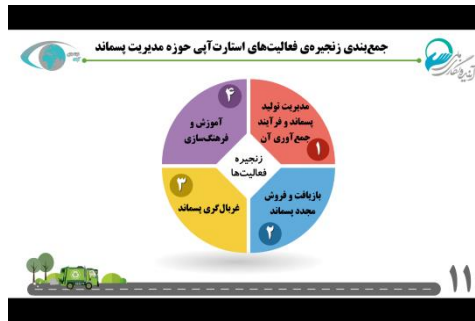 جمع‌بندی زنجیره‌ی فعالیت‌های استارت‌آپی حوزه مدیریت پسماند
مدیریت تولید
پسماند و فرآیند
جمع‌آوری آن
۱
بازیافت و فروش
مجدد پسماند
۲
غربال‌گری پسماند
۳
۴
آموزش و
فرهنگ‌سازی
زنجیره
فعالیت‌ها
۱۱